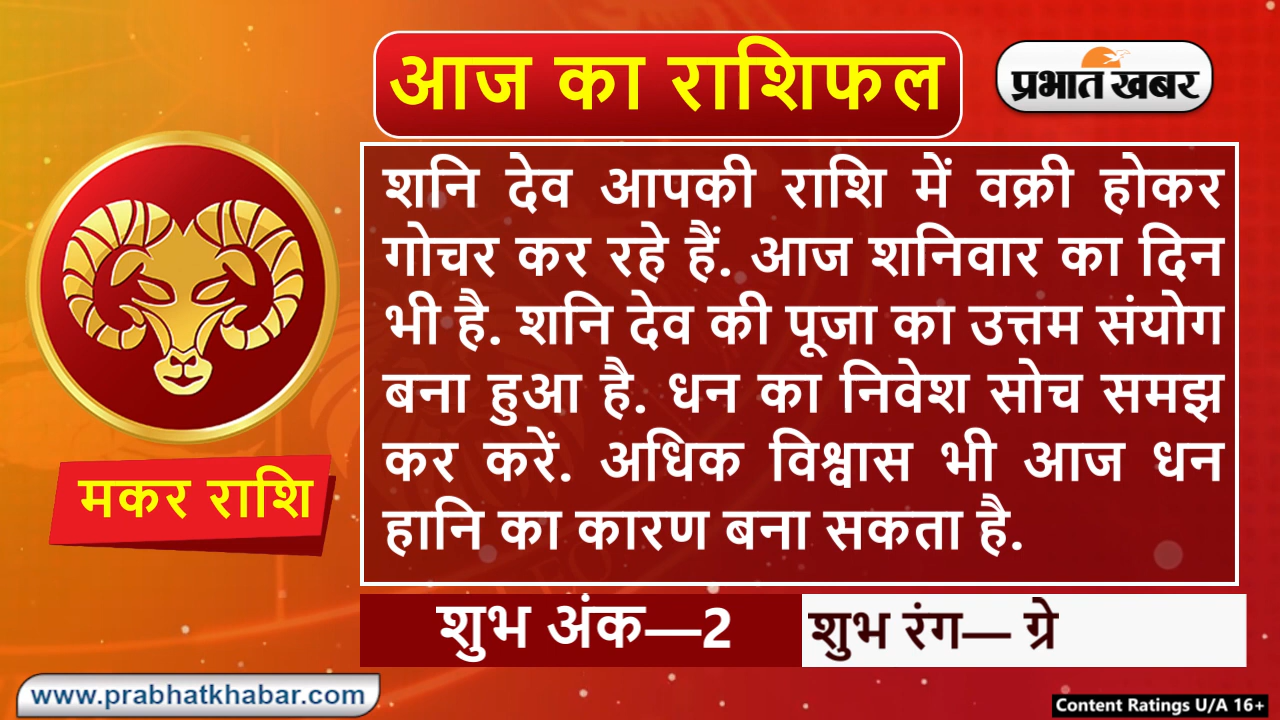 आज का राशिफल
प्रभात खबर
शनि देव आपकी राशि में वक्री होकर
गोचर कर रहे हैं. आज शनिवार का दिन
भी है. शनि देव की पूजा का उत्तम संयोग
बना हुआ है. धन का निवेश सोच समझ
कर करें. अधिक विश्वास भी आज धन
हानि का कारण बना सकता है.
मकर राशि
शुभ अंक—2
शुभ रंग— ग्रे
www.prabhatkhabar.com
Content Ratings U/A 16+